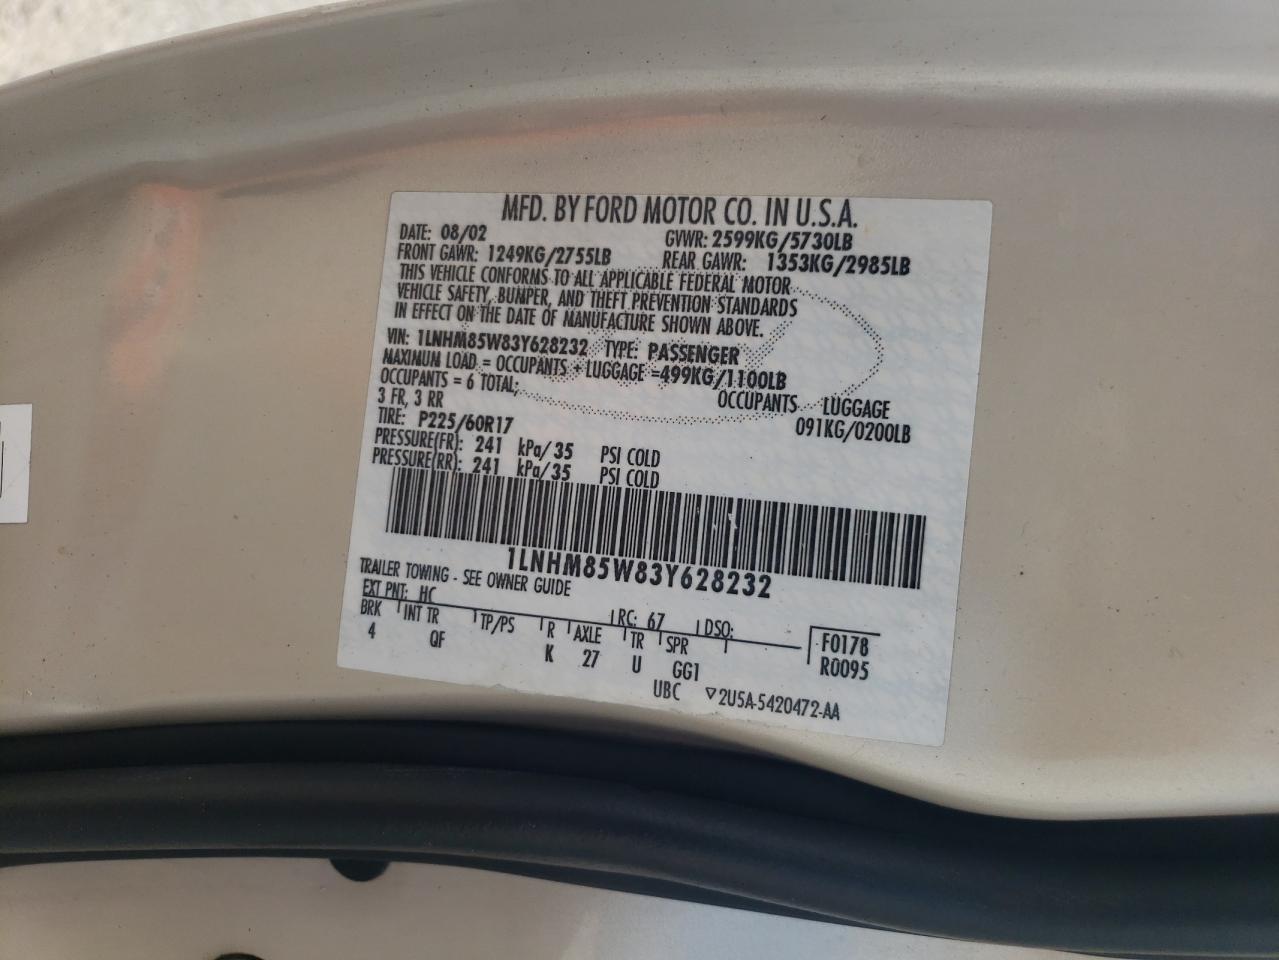 MFD. BY FORD MOTOR CO. IN U.S.A.
DATE: 08/02 GVWR: 2599KG/5730LB
FRONT GAWR: 1249KG/2755LB REAR GAWR: 1353KG/2985LB
THIS VEHICLE CONFORMS TO ALL APPLICABLE FEDERAL MOTOR
VEHICLE SAFETY, BUMPER, AND THEFT PREVENTION STANDARDS
IN EFFECT ON THE DATE OF MANUFACTURE SHOWN ABOVE.
VIN: 1LNHM85W83Y628232 TYPE: PASSENGER
MAXIMUM LOAD = OCCUPANTS + LUGGAGE =499KG/1100LB
OCCUPANTS = 6 TOTAL; OCCUPANTS LUGGAGE
3 FR, 3 RR 091KG/0200LB
TIRE: P225/60R17
PRESSURE(FR): 241 kPa/35 PSI COLD
PRESSURE(RR): 241 kPa/35 PSI COLD
1LNHM85W83Y628232
TRAILER TOWING - SEE OWNER GUIDE
EXT PNT: HC RC: 67 DSO:
BRK INT TR TP/PS R AXLE TR SPR F0178
4 QF K 27 U GG1 R0095
UBC ▽2U5A-5420472-AA